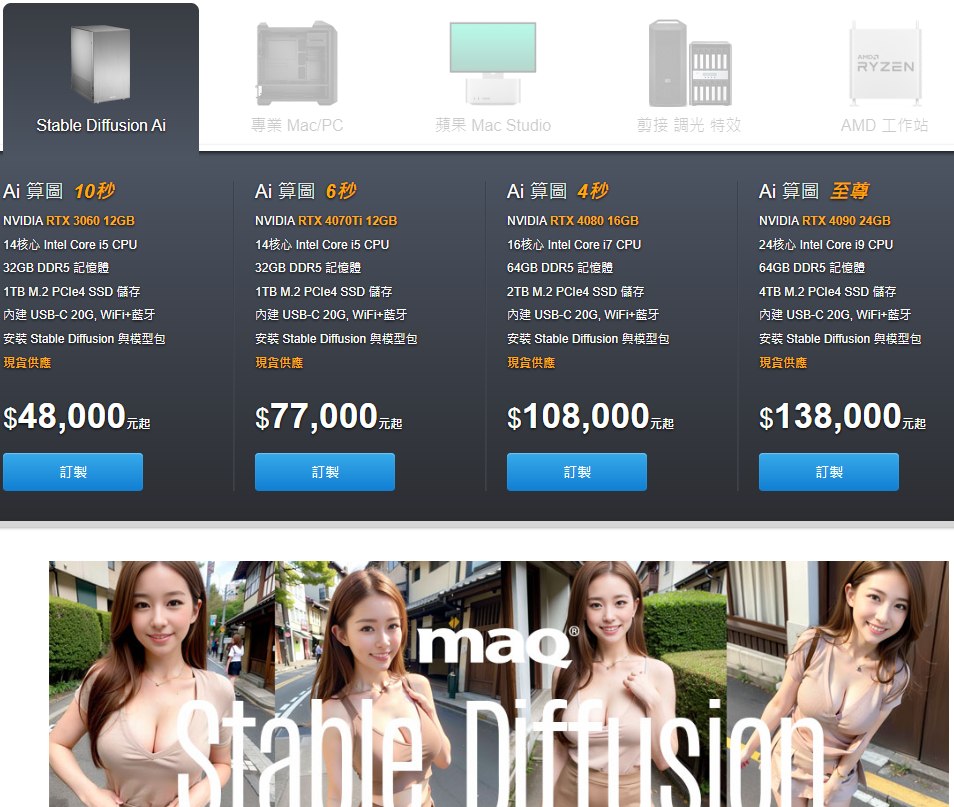 Stable Diffusion Ai
專業 Mac/PC
蘋果 Mac Studio
剪接 調光 特效
AMD
RYZEN
AMD 工作站
Ai 算圖 10秒
NVIDIA RTX 3060 12GB
14核心 Intel Core i5 CPU
32GB DDR5 記憶體
1TB M.2 PCIe4 SSD 儲存
內建 USB-C 20G, WiFi+藍牙
安裝 Stable Diffusion 與模型包
現貨供應
$48,000元起
訂製
Ai 算圖 6秒
NVIDIA RTX 4070Ti 12GB
14核心 Intel Core i5 CPU
32GB DDR5 記憶體
1TB M.2 PCIe4 SSD 儲存
內建 USB-C 20G, WiFi+藍牙
安裝 Stable Diffusion 與模型包
現貨供應
$77,000元起
訂製
Ai 算圖 4秒
NVIDIA RTX 4080 16GB
16核心 Intel Core i7 CPU
64GB DDR5 記憶體
2TB M.2 PCIe4 SSD 儲存
內建 USB-C 20G, WiFi+藍牙
安裝 Stable Diffusion 與模型包
現貨供應
$108,000元起
訂製
Ai 算圖 至尊
NVIDIA RTX 4090 24GB
24核心 Intel Core i9 CPU
64GB DDR5 記憶體
4TB M.2 PCIe4 SSD 儲存
內建 USB-C 20G, WiFi+藍牙
安裝 Stable Diffusion 與模型包
現貨供應
$138,000元起
訂製
maq®
Stable Diffusion